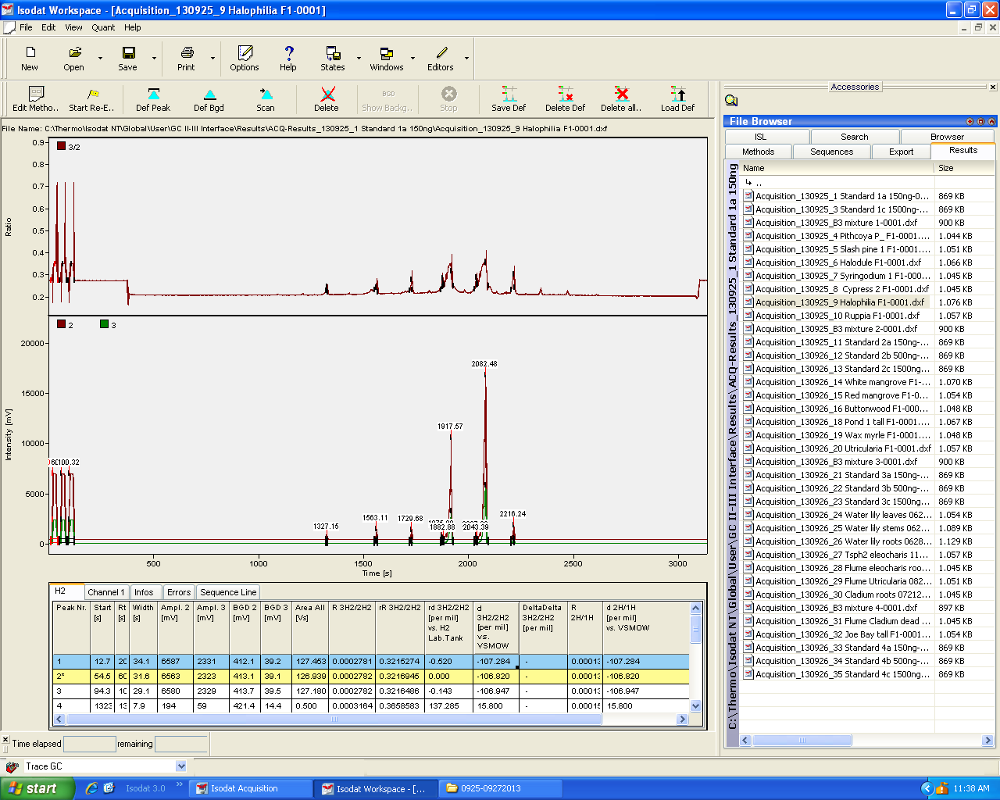 Isodat Workspace - [Acquisition_130925_9 Halophilia F1-0001]
File Edit View Quant Help
New Open Save Print Options Help States Windows Editors
Edit Metho.. Start Re-E.. Def Peak Def Bgd Scan Delete Show Backg.. Stop Save Def Delete Def Delete all.. Load Def
BGD
File Name: C:\Thermo\Isodat NT\Global\User\GC II-III Interface\Results\ACQ-Results_130925_1 Standard 1a 150ng\Acquisition_130925_9 Halophilia F1-0001.dxf
3/2
0.9
0.8
0.7
0.6
0.5
0.4
0.3
0.2
Ratio
2 3
20000
15000
10000
5000
0
Intensity [mV]
100.32
1327.15
1563.11
1729.68
1882.88
1917.57
2043.39
2082.48
2216.24
500 1000 1500 2000 2500 3000
Time [s]
H2 Channel 1 Infos Errors Sequence Line
Peak Nr. Start [s] Rt [s] Width [s] Ampl. 2 [mV] Ampl. 3 [mV] BGD 2 [mV] BGD 3 [mV] Area All [Vs] R 3H2/2H2 rR 3H2/2H2 rd 3H2/2H2 [per mil] vs. H2 Lab.Tank d 3H2/2H2 [per mil] vs. VSMOW DeltaDelta 3H2/2H2 [per mil] R 2H/1H d 2H/1H [per mil] vs. VSMOW
1 12.7 20 34.1 6587 2331 412.1 39.2 127.453 0.0002781 0.3215274 -0.520 -107.284 - 0.00013 -107.284
2* 54.5 60 31.6 6563 2323 413.1 39.1 126.939 0.0002782 0.3216945 0.000 -106.820 - 0.00013 -106.820
3 94.3 10 29.1 6580 2329 413.7 39.5 127.180 0.0002782 0.3216486 -0.143 -106.947 - 0.00013 -106.947
4 1323 13 7.9 194 59 421.4 14.4 0.500 0.0003164 0.3658583 137.285 15.800 - 0.00015 15.800
Time elapsed remaining
Trace GC
Accessories
File Browser
ISL Search Browser
Methods Sequences Export Results
C:\Thermo\Isodat NT\Global\User\GC II-III Interface\Results\ACQ-Results_130925_1 Standard 1a 150ng
Name Size
..
Acquisition_130925_1 Standard 1a 150ng-0... 869 KB
Acquisition_130925_3 Standard 1c 1500ng-... 869 KB
Acquisition_130925_B3 mixture 1-0001.dxf 900 KB
Acquisition_130925_4 Pithcoya P_ F1-0001.... 1.044 KB
Acquisition_130925_5 Slash pine 1 F1-0001.... 1.051 KB
Acquisition_130925_6 Halodule F1-0001.dxf 1.066 KB
Acquisition_130925_7 Syringodium 1 F1-000... 1.045 KB
Acquisition_130925_8 Cypress 2 F1-0001.dxf 1.045 KB
Acquisition_130925_9 Halophilia F1-0001.dxf 1.076 KB
Acquisition_130925_10 Ruppia F1-0001.dxf 1.057 KB
Acquisition_130925_B3 mixture 2-0001.dxf 900 KB
Acquisition_130925_11 Standard 2a 150ng-... 869 KB
Acquisition_130926_12 Standard 2b 500ng-... 869 KB
Acquisition_130926_13 Standard 2c 1500ng... 869 KB
Acquisition_130926_14 White mangrove F1-... 1.070 KB
Acquisition_130926_15 Red mangrove F1-0... 1.054 KB
Acquisition_130926_16 Buttonwood F1-000... 1.048 KB
Acquisition_130926_18 Pond 1 tall F1-0001.... 1.067 KB
Acquisition_130926_19 Wax myrle F1-0001.... 1.048 KB
Acquisition_130926_20 Utricularia F1-0001.dxf 1.057 KB
Acquisition_130926_B3 mixture 3-0001.dxf 900 KB
Acquisition_130926_21 Standard 3a 150ng-... 869 KB
Acquisition_130926_22 Standard 3b 500ng-... 869 KB
Acquisition_130926_23 Standard 3c 1500ng... 869 KB
Acquisition_130926_24 Water lily leaves 062... 1.054 KB
Acquisition_130926_25 Water lily stems 062... 1.089 KB
Acquisition_130926_26 Water lily roots 0628... 1.129 KB
Acquisition_130926_27 Tsph2 eleocharis 11... 1.057 KB
Acquisition_130926_28 Flume eleocharis roo... 1.045 KB
Acquisition_130926_29 Flume Utricularia 082... 1.051 KB
Acquisition_130926_30 Cladium roots 07212... 1.045 KB
Acquisition_130926_B3 mixture 4-0001.dxf 897 KB
Acquisition_130926_31 Flume Cladium dead ... 1.045 KB
Acquisition_130926_32 Joe Bay tall F1-0001... 1.054 KB
Acquisition_130926_33 Standard 4a 150ng-... 869 KB
Acquisition_130926_34 Standard 4b 500ng-... 869 KB
Acquisition_130926_35 Standard 4c 1500ng... 869 KB
start Isodat 3.0 Isodat Acquisition Isodat Workspace - [... 0925-09272013 11:38 AM